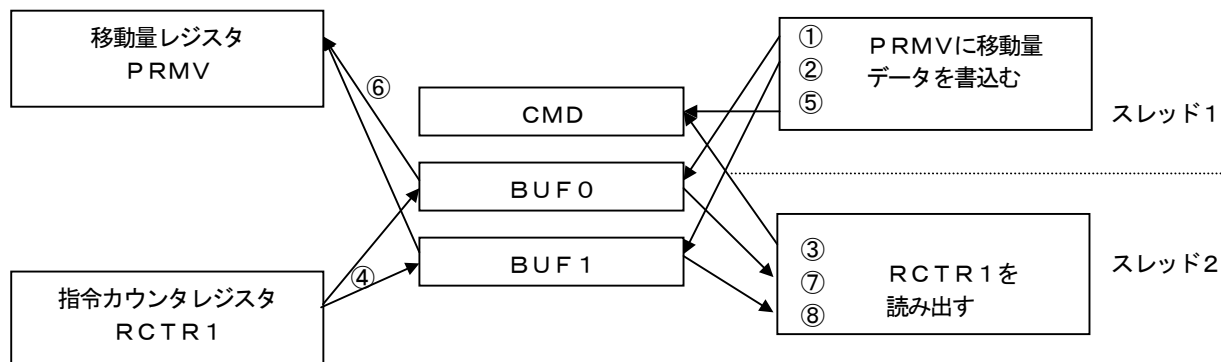 移動量レジスタ
ＰＲＭＶ
⑥
ＣＭＤ
ＢＵＦ０
ＢＵＦ１
④
指令カウンタレジスタ
ＲＣＴＲ１
①
②
⑤
ＰＲＭＶに移動量
データを書込む
スレッド１
③
⑦
⑧
ＲＣＴＲ１を
読み出す
スレッド２